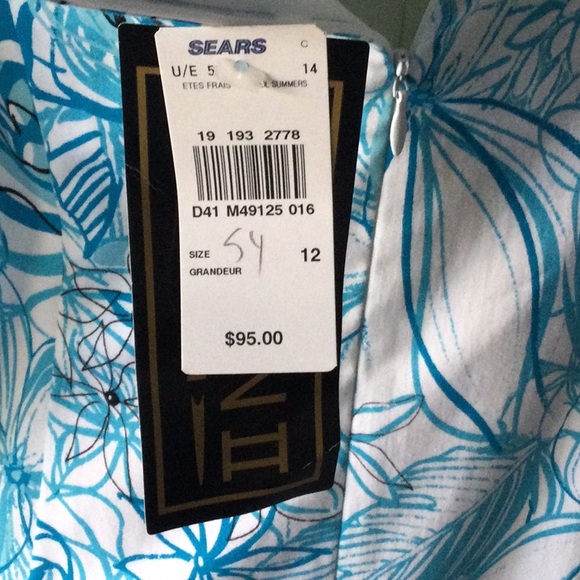 SEARS C
U/E 5 14
ETES FRAIS SUMMERS
19 193 2778
D41 M49125 016
SIZE 54 12
GRANDEUR
$95.00